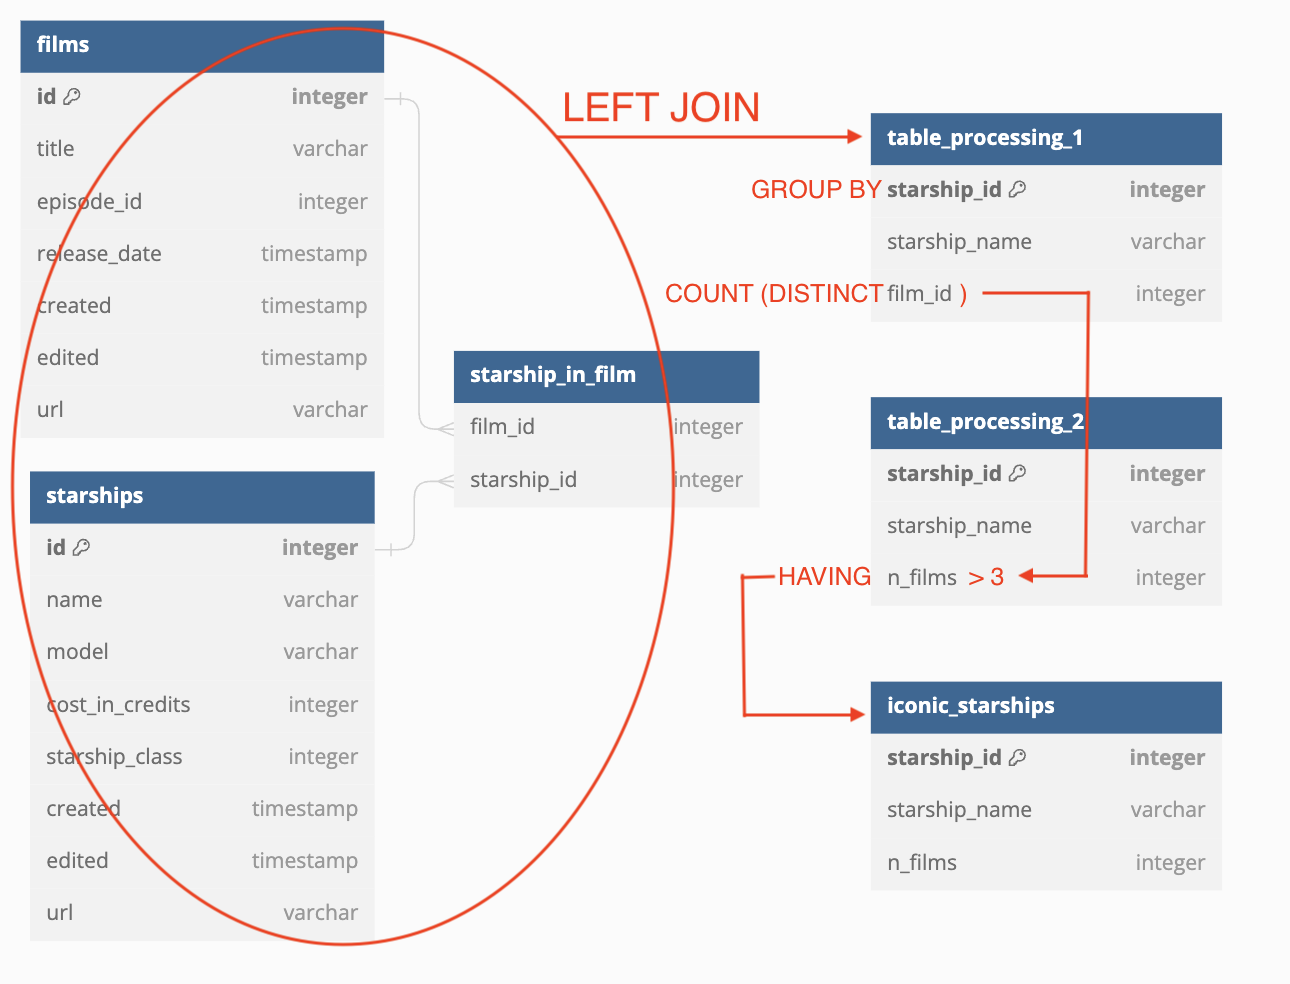 films
id integer
title varchar
episode_id integer
release_date timestamp
created timestamp
edited timestamp
url varchar
starships
id integer
name varchar
model varchar
cost_in_credits integer
starship_class integer
created timestamp
edited timestamp
url varchar
starship_in_film
film_id integer
starship_id integer
LEFT JOIN
table_processing_1
GROUP BY starship_id integer
starship_name varchar
COUNT (DISTINCT film_id ) integer
table_processing_2
starship_id integer
starship_name varchar
HAVING n_films > 3 integer
iconic_starships
starship_id integer
starship_name varchar
n_films integer